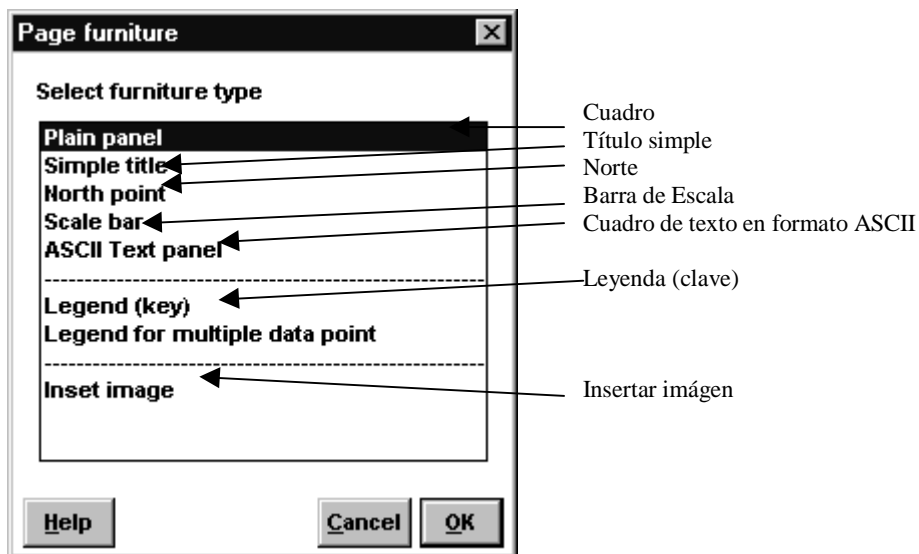 Page furniture
Select furniture type
Plain panel
Simple title
North point
Scale bar
ASCII Text panel
Legend (key)
Legend for multiple data point
Inset image
Help
Cancel
OK
Cuadro
Título simple
Norte
Barra de Escala
Cuadro de texto en formato ASCII
Leyenda (clave)
Insertar imágen